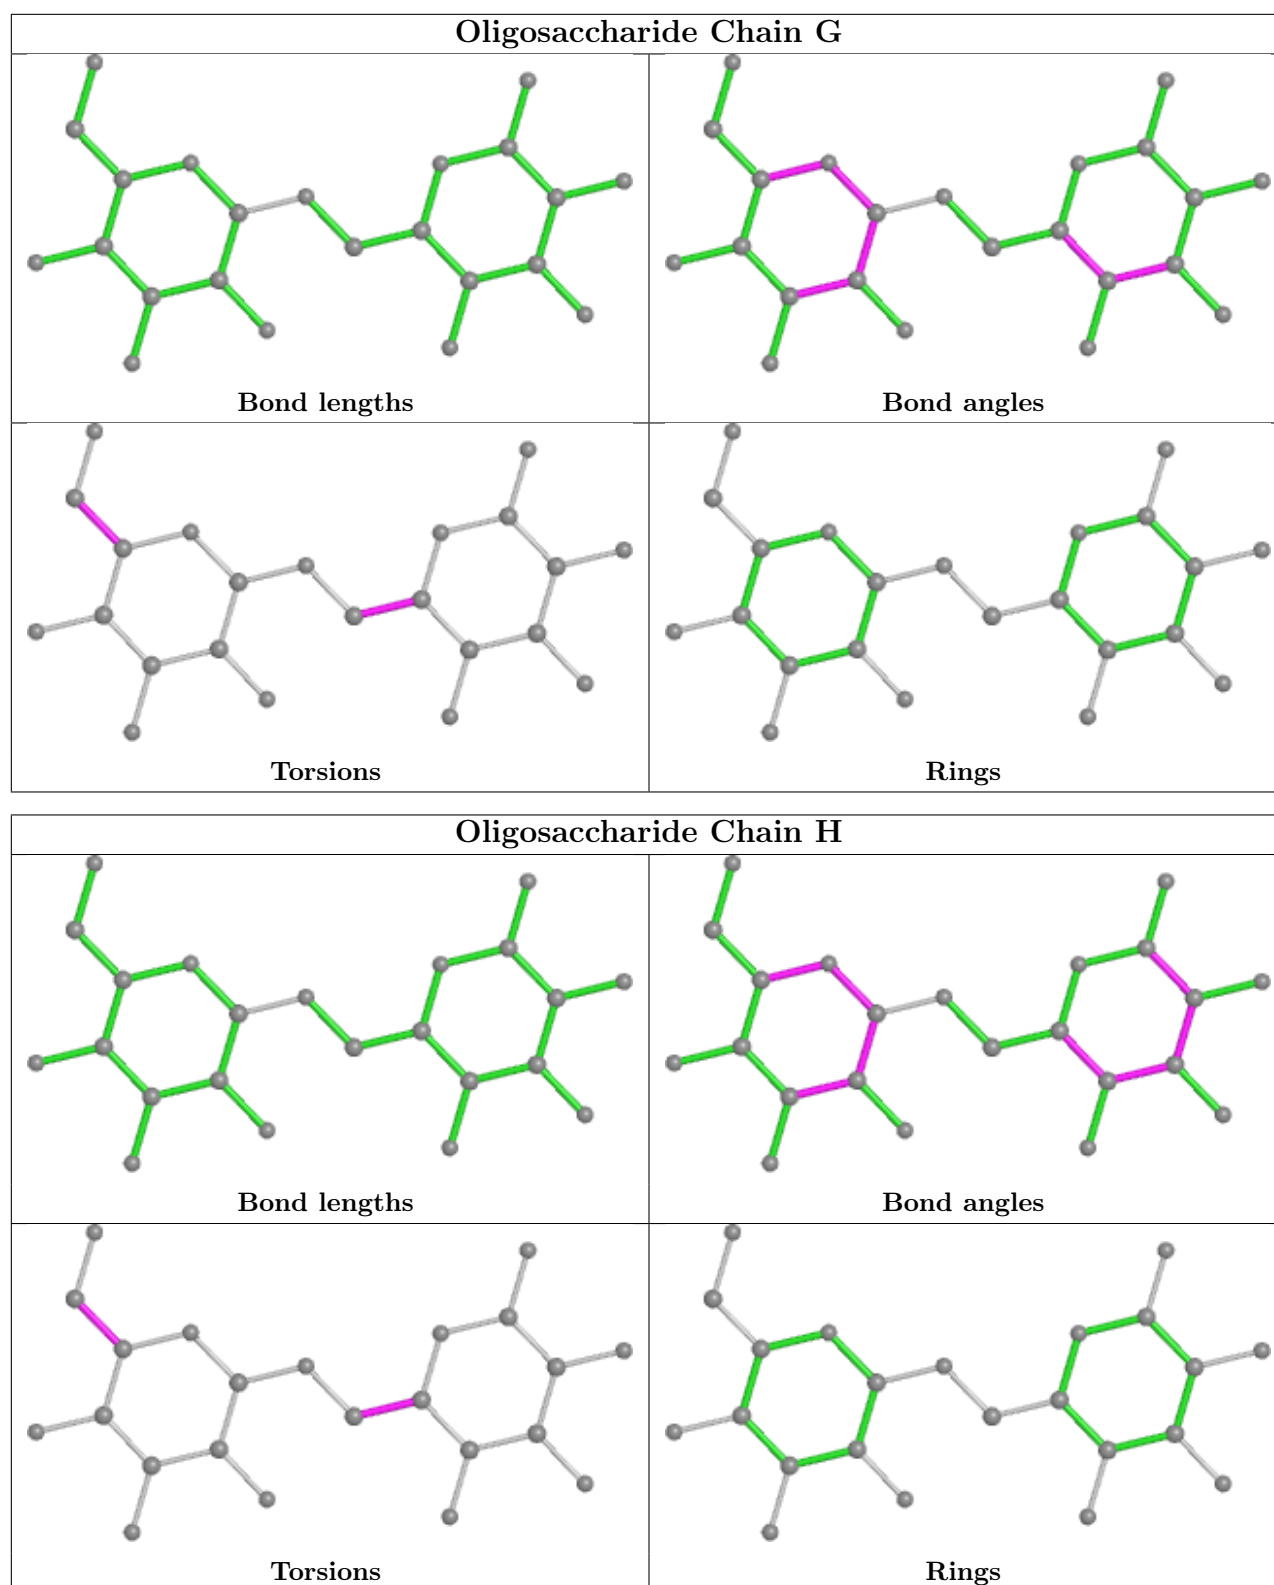 Oligosaccharide Chain G
Bond lengths
Bond angles
Torsions
Rings
Oligosaccharide Chain H
Bond lengths
Bond angles
Torsions
Rings